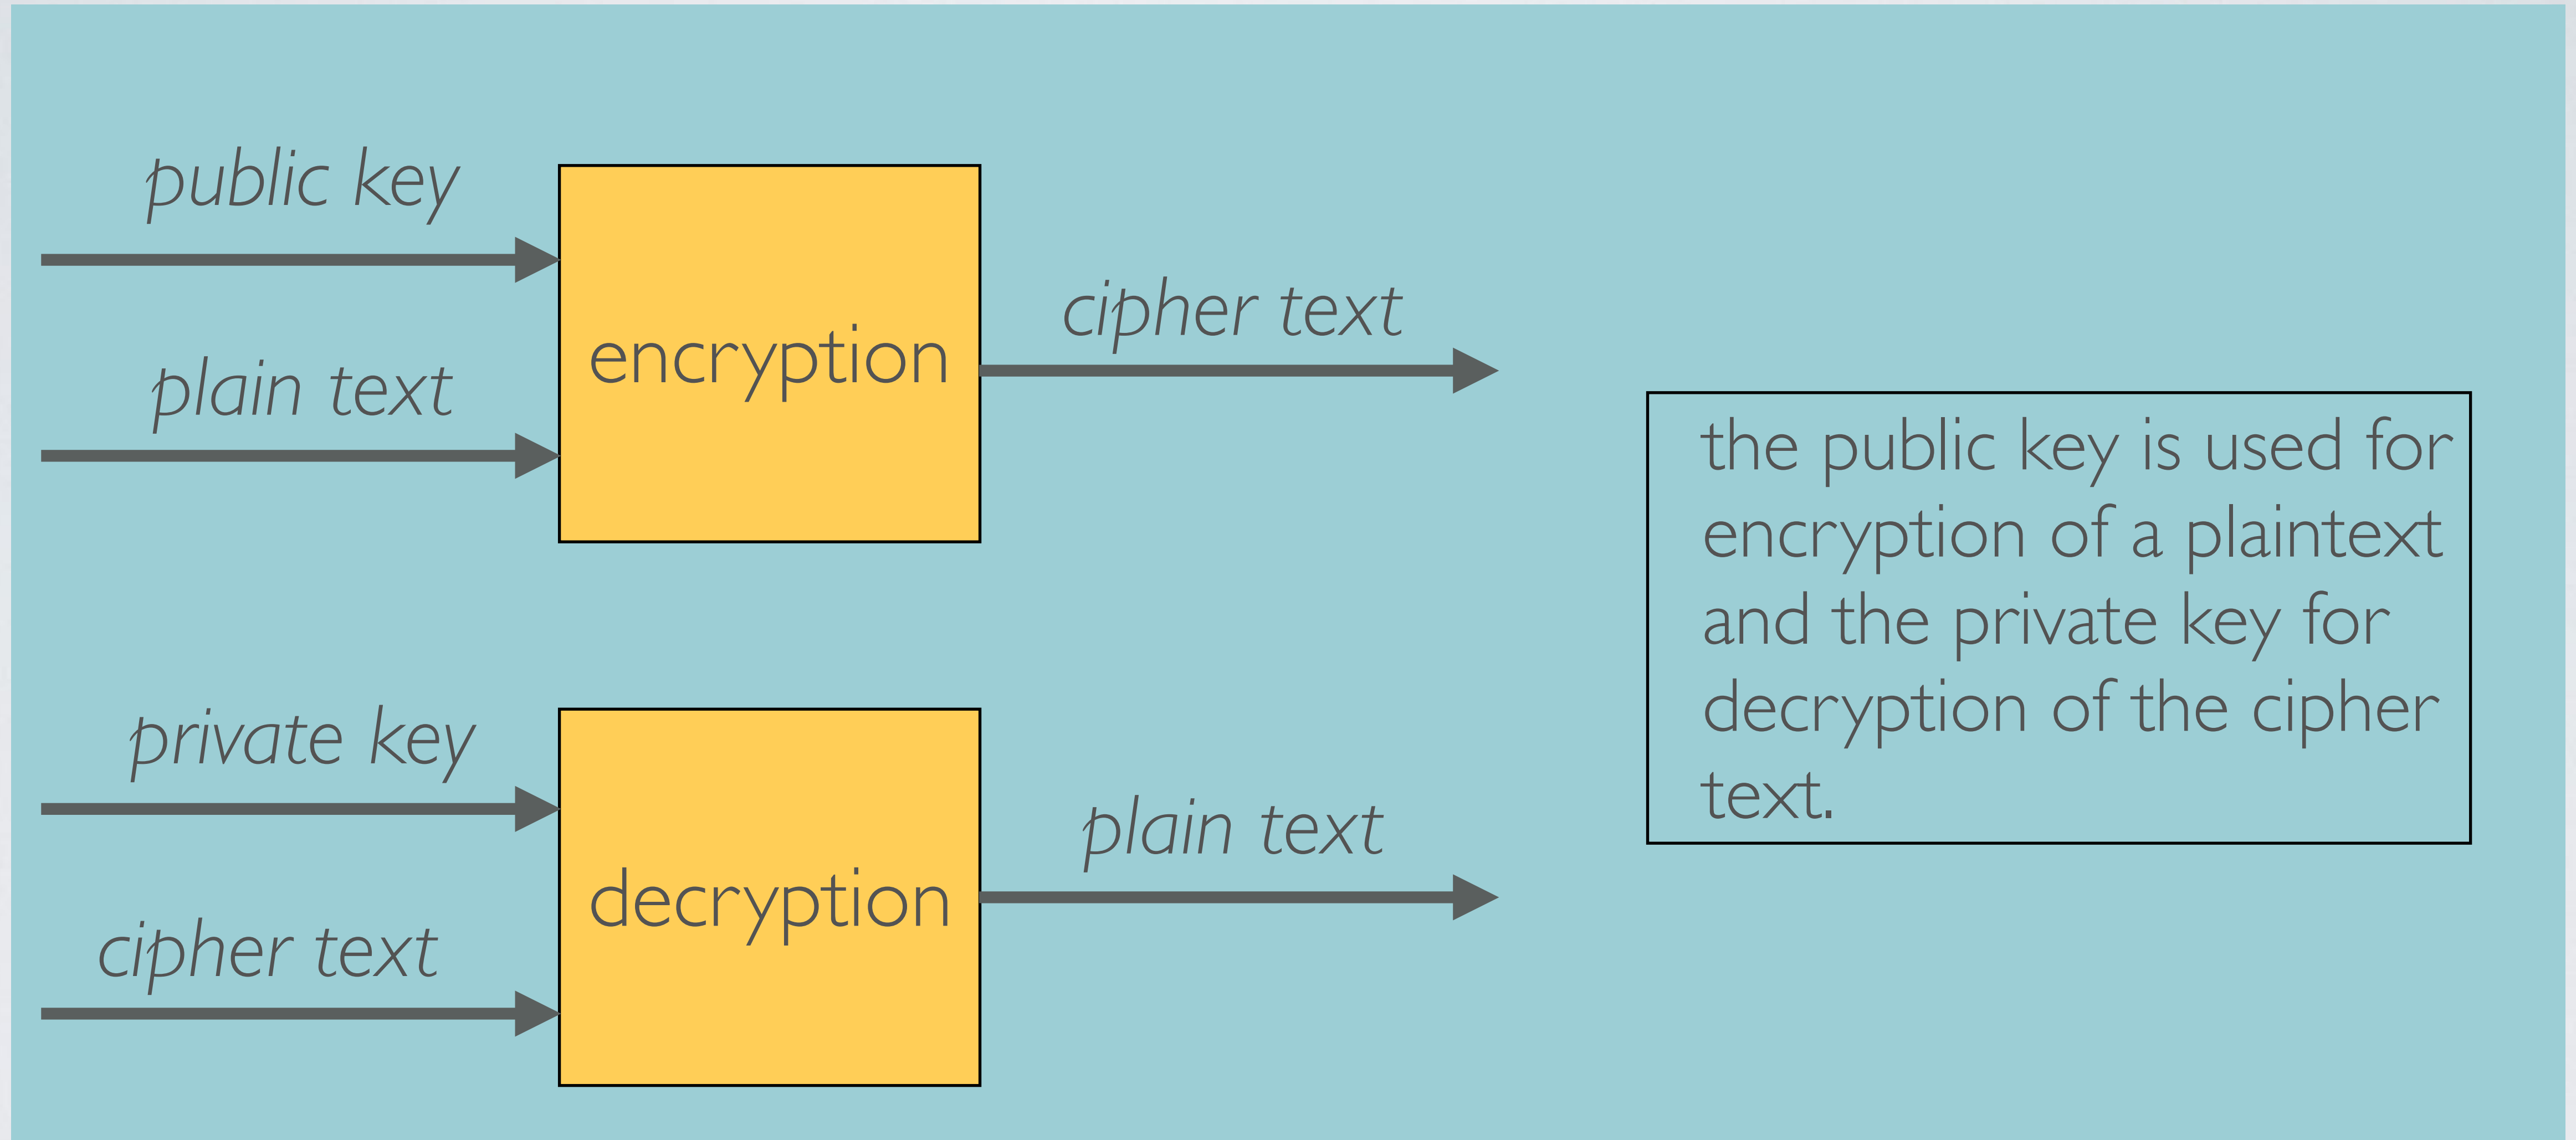 public key
plain text
encryption
cipher text
private key
cipher text
decryption
plain text
the public key is used for
encryption of a plaintext
and the private key for
decryption of the cipher
text.